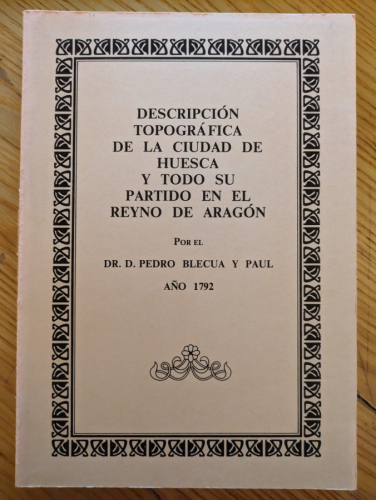 DESCRIPCIÓN
TOPOGRÁFICA
DE LA CIUDAD DE
HUESCA
Y TODO SU
PARTIDO EN EL
REYNO DE ARAGÓN
POR EL
DR. D. PEDRO BLECUA Y PAUL
AÑO 1792